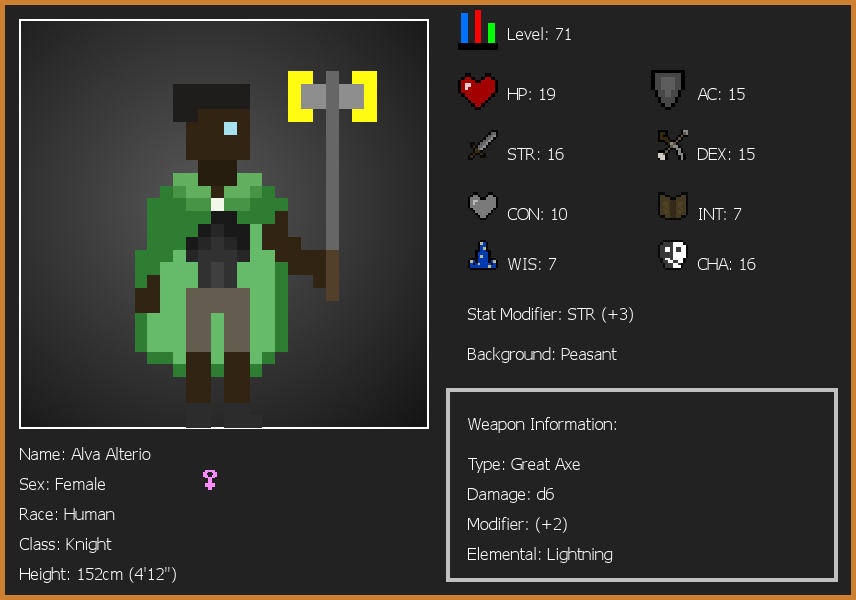 Level: 71
HP: 19
AC: 15
STR: 16
DEX: 15
CON: 10
INT: 7
WIS: 7
CHA: 16
Stat Modifier: STR (+3)
Background: Peasant
Weapon Information:
Type: Great Axe
Damage: d6
Modifier: (+2)
Elemental: Lightning
Name: Alva Alterio
Sex: Female
Race: Human
Class: Knight
Height: 152cm (4'12")